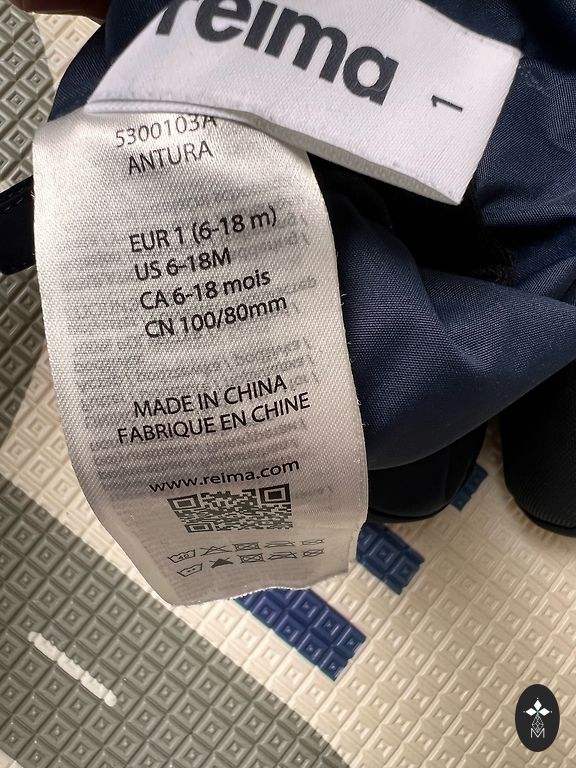 reima
1
5300103A
ANTURA
EUR 1 (6-18 m)
US 6-18M
CA 6-18 mois
CN 100/80mm
MADE IN CHINA
FABRIQUE EN CHINE
www.reima.com
40